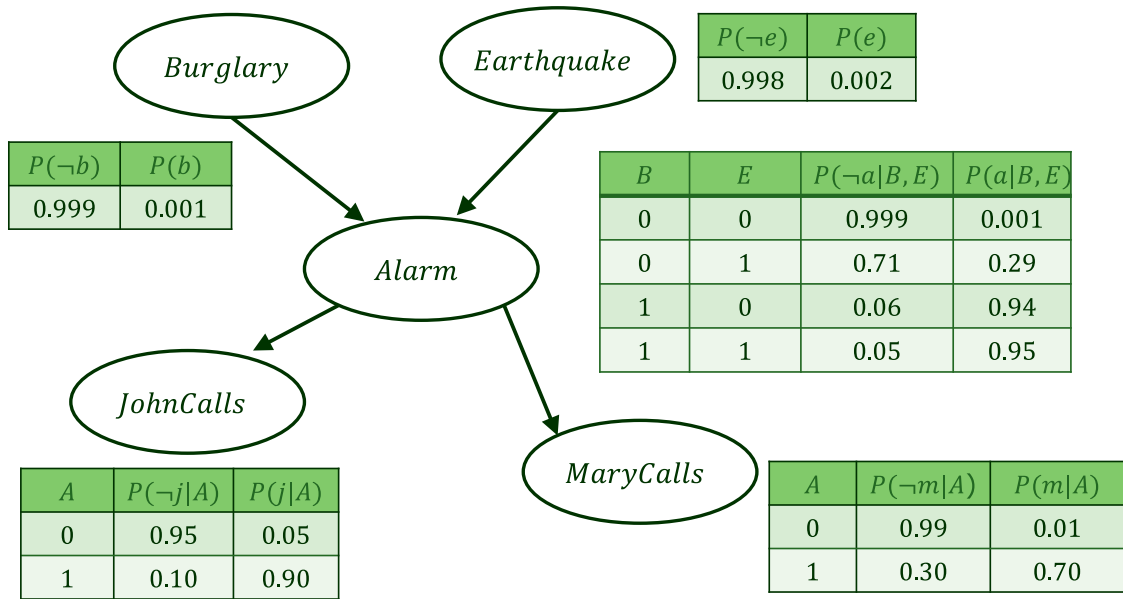 Burglary
Earthquake
P(¬e) P(e)
0.998 0.002
P(¬b) P(b)
0.999 0.001
B E P(¬a|B, E) P(a|B, E)
0 0 0.999 0.001
0 1 0.71 0.29
1 0 0.06 0.94
1 1 0.05 0.95
Alarm
JohnCalls
MaryCalls
A P(¬j|A) P(j|A)
0 0.95 0.05
1 0.10 0.90
A P(¬m|A) P(m|A)
0 0.99 0.01
1 0.30 0.70